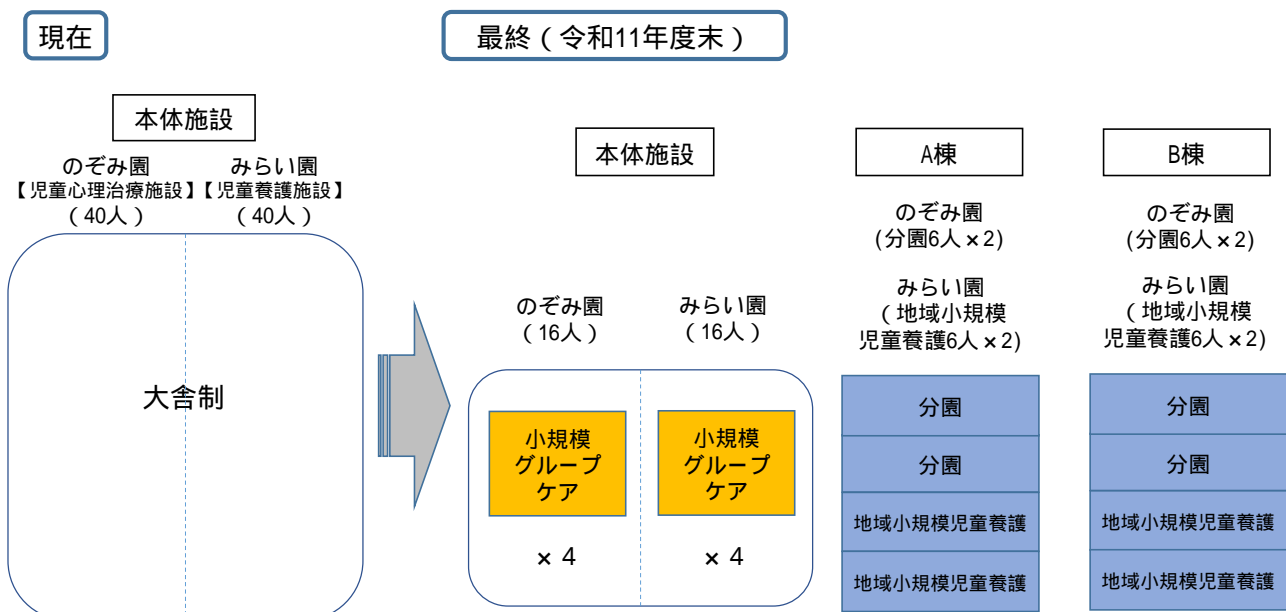 現在
最終（令和11年度末）
本体施設
のぞみ園
【児童心理治療施設】
（40人）
みらい園
【児童養護施設】
（40人）
大舎制
本体施設
のぞみ園
（16人）
みらい園
（16人）
小規模
グループ
ケア
× 4
小規模
グループ
ケア
× 4
A棟
のぞみ園
(分園6人×2)
みらい園
（地域小規模
児童養護6人×2)
分園
分園
地域小規模児童養護
地域小規模児童養護
B棟
のぞみ園
(分園6人×2)
みらい園
（地域小規模
児童養護6人×2)
分園
分園
地域小規模児童養護
地域小規模児童養護